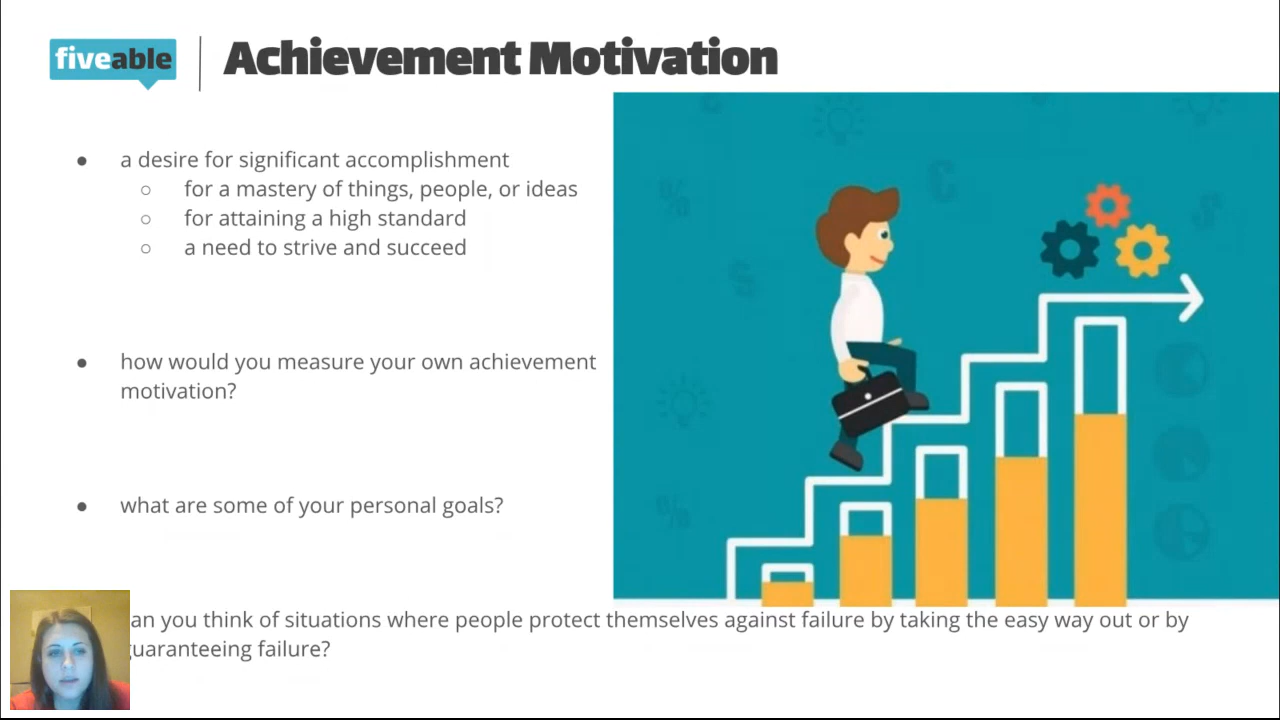 fiveable
Achievement Motivation
● a desire for significant accomplishment
○ for a mastery of things, people, or ideas
○ for attaining a high standard
○ a need to strive and succeed
● how would you measure your own achievement
motivation?
● what are some of your personal goals?
an you think of situations where people protect themselves against failure by taking the easy way out or by
guaranteeing failure?